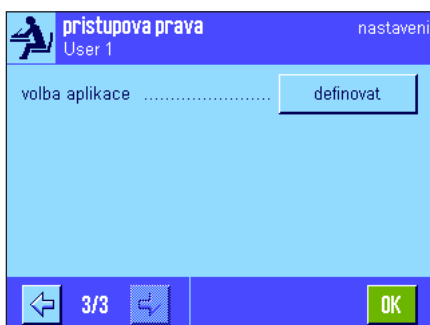 pristupova prava
nastaveni
User 1
volba aplikace ........................ definovat
3/3
OK